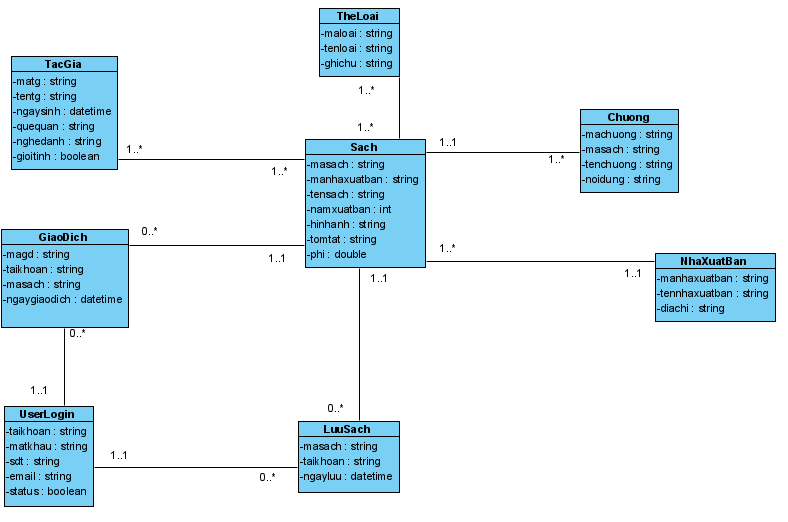 TheLoai
-maloai : string
-tenloai : string
-ghichu : string
1..*
1..*
TacGia
-matg : string
-tentg : string
-ngaysinh : datetime
-quequan : string
-nghedanh : string
-gioitinh : boolean
1..*
1..*
Sach
-masach : string
-manhaxuatban : string
-tensach : string
-namxuatban : int
-hinhanh : string
-tomtat : string
-phi : double
1..1
1..*
Chuong
-machuong : string
-masach : string
-tenchuong : string
-noidung : string
0..*
1..1
GiaoDich
-magd : string
-taikhoan : string
-masach : string
-ngaygiaodich : datetime
1..*
1..1
NhaXuatBan
-manhaxuatban : string
-tennhaxuatban : string
-diachi : string
0..*
1..1
1..1
0..*
UserLogin
-taikhoan : string
-matkhau : string
-sdt : string
-email : string
-status : boolean
1..1
0..*
LuuSach
-masach : string
-taikhoan : string
-ngayluu : datetime